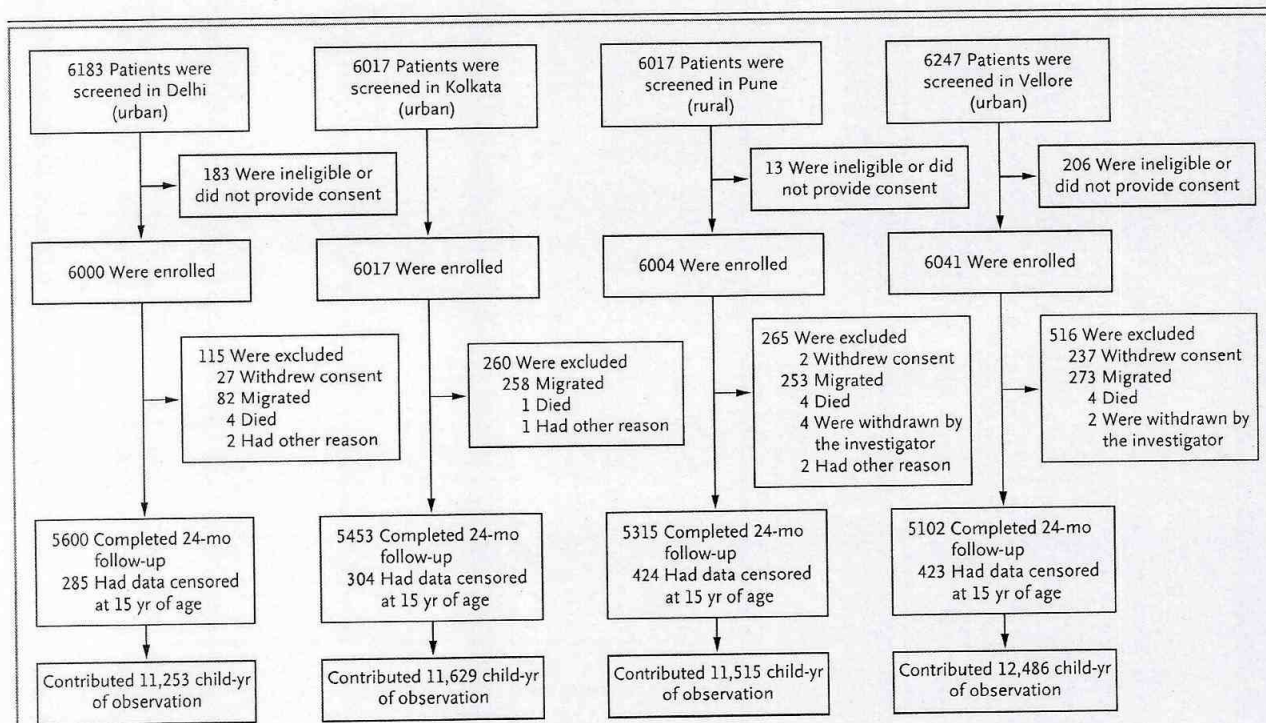 6183 Patients were
screened in Delhi
(urban)
6017 Patients were
screened in Kolkata
(urban)
6017 Patients were
screened in Pune
(rural)
6247 Patients were
screened in Vellore
(urban)
183 Were ineligible or
did not provide consent
13 Were ineligible or did
not provide consent
206 Were ineligible or
did not provide consent
6000 Were enrolled
6017 Were enrolled
6004 Were enrolled
6041 Were enrolled
115 Were excluded
27 Withdrew consent
82 Migrated
4 Died
2 Had other reason
260 Were excluded
258 Migrated
1 Died
1 Had other reason
265 Were excluded
2 Withdrew consent
253 Migrated
4 Died
4 Were withdrawn by
the investigator
2 Had other reason
516 Were excluded
237 Withdrew consent
273 Migrated
4 Died
2 Were withdrawn by
the investigator
5600 Completed 24-mo
follow-up
285 Had data censored
at 15 yr of age
5453 Completed 24-mo
follow-up
304 Had data censored
at 15 yr of age
5315 Completed 24-mo
follow-up
424 Had data censored
at 15 yr of age
5102 Completed 24-mo
follow-up
423 Had data censored
at 15 yr of age
Contributed 11,253 child-yr
of observation
Contributed 11,629 child-yr
of observation
Contributed 11,515 child-yr
of observation
Contributed 12,486 child-yr
of observation